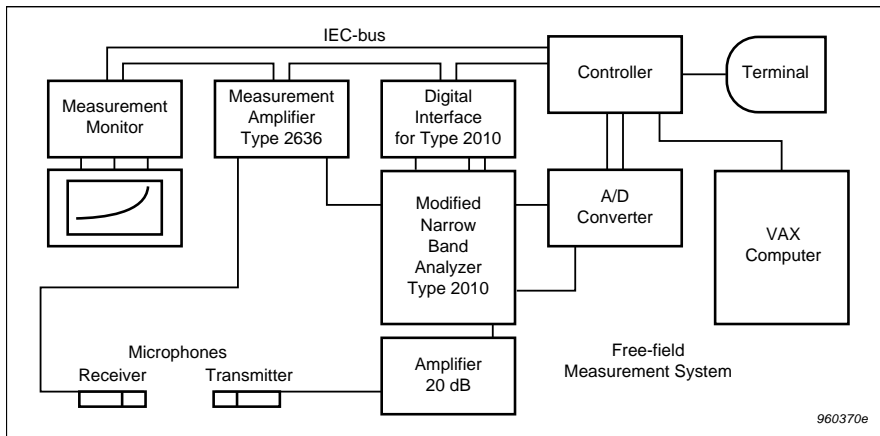 IEC-bus
Measurement
Monitor
Measurement
Amplifier
Type 2636
Digital
Interface
for Type 2010
Controller
Terminal
Modified
Narrow
Band
Analyzer
Type 2010
A/D
Converter
VAX
Computer
Microphones
Receiver
Transmitter
Amplifier
20 dB
Free-field
Measurement System
960370e